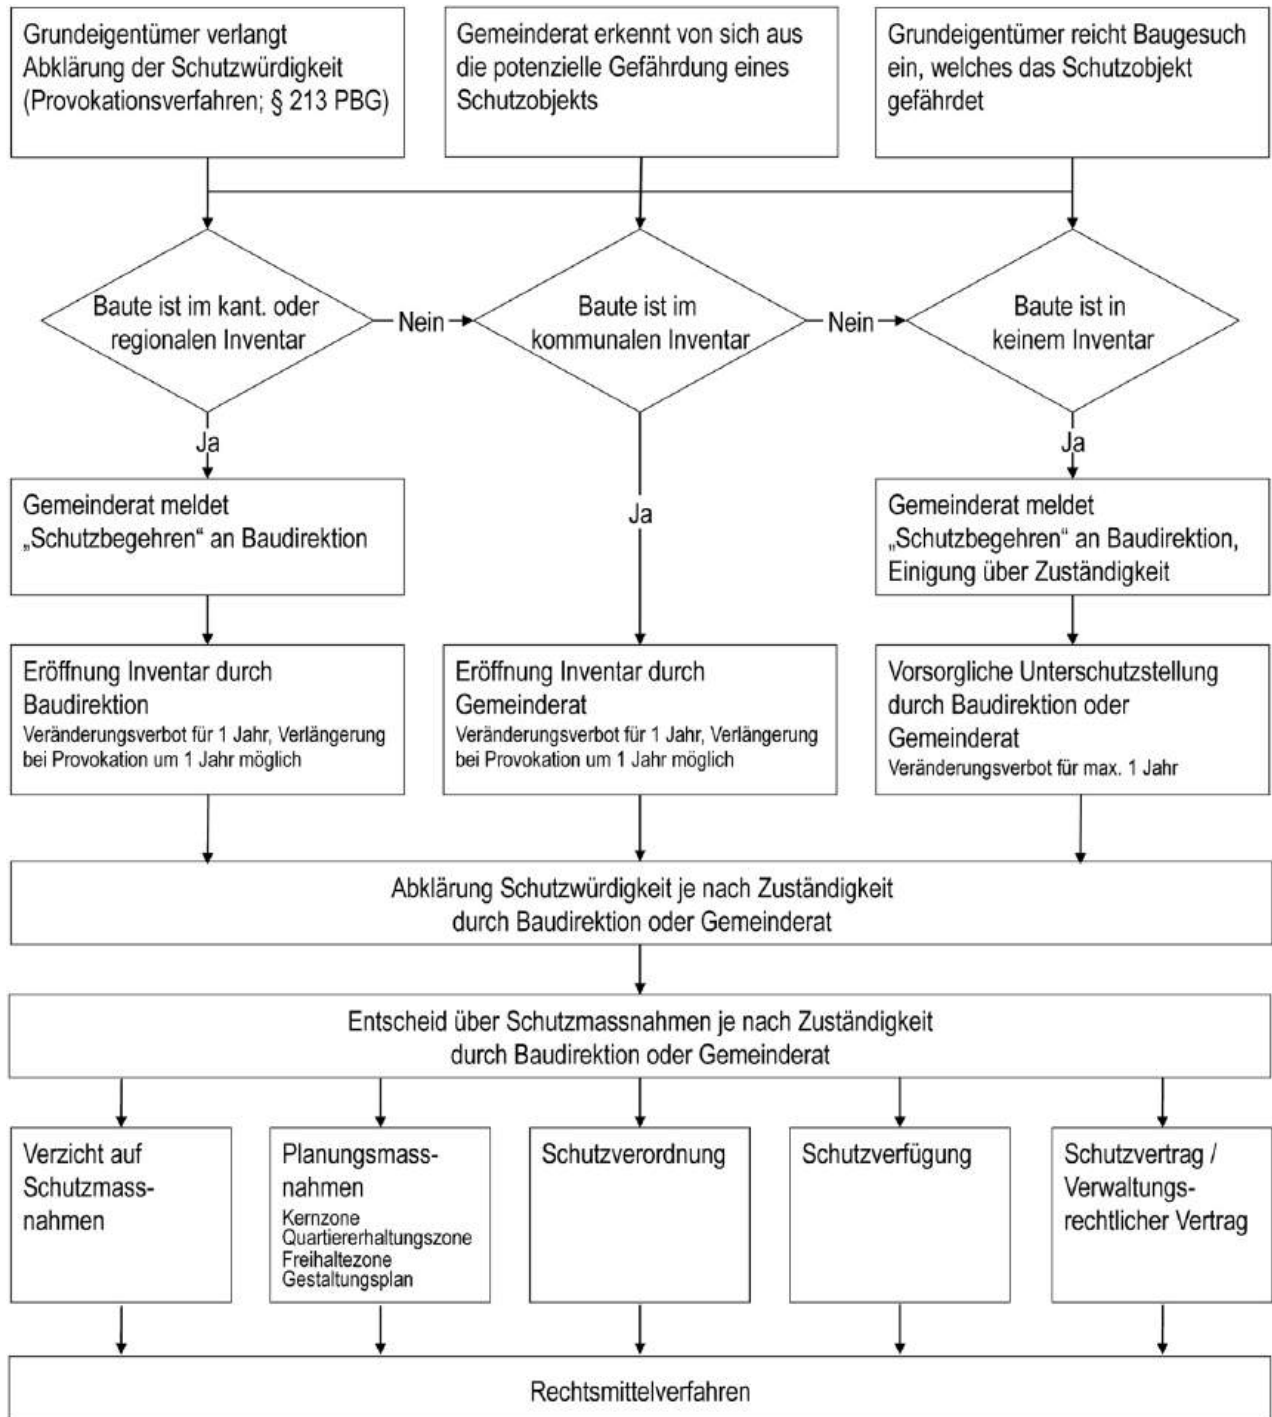 Grundeigentümer verlangt
Abklärung der Schutzwürdigkeit
(Provokationsverfahren; § 213 PBG)
Gemeinderat erkennt von sich aus
die potenzielle Gefährdung eines
Schutzobjekts
Grundeigentümer reicht Baugesuch
ein, welches das Schutzobjekt
gefährdet
Baute ist im kant. oder
regionalen Inventar
Nein
Baute ist im
kommunalen Inventar
Nein
Baute ist in
keinem Inventar
Ja
Ja
Ja
Gemeinderat meldet
„Schutzbegehren“ an Baudirektion
Gemeinderat meldet
„Schutzbegehren“ an Baudirektion,
Einigung über Zuständigkeit
Eröffnung Inventar durch
Baudirektion
Veränderungsverbot für 1 Jahr, Verlängerung
bei Provokation um 1 Jahr möglich
Eröffnung Inventar durch
Gemeinderat
Veränderungsverbot für 1 Jahr, Verlängerung
bei Provokation um 1 Jahr möglich
Vorsorgliche Unterschutzstellung
durch Baudirektion oder
Gemeinderat
Veränderungsverbot für max. 1 Jahr
Abklärung Schutzwürdigkeit je nach Zuständigkeit
durch Baudirektion oder Gemeinderat
Entscheid über Schutzmassnahmen je nach Zuständigkeit
durch Baudirektion oder Gemeinderat
Verzicht auf
Schutzmass-
nahmen
Planungsmass-
nahmen
Kernzone
Quartiererhaltungszone
Freihaltezone
Gestaltungsplan
Schutzverordnung
Schutzverfügung
Schutzvertrag /
Verwaltungs-
rechtlicher Vertrag
Rechtsmittelverfahren